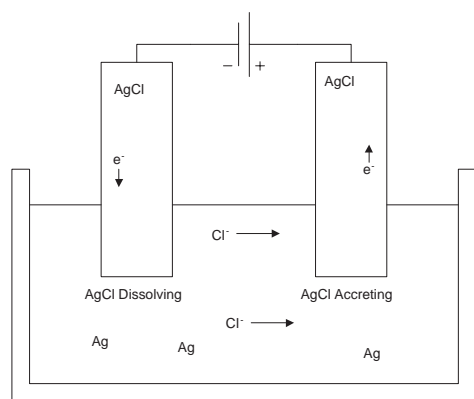 − +
AgCl AgCl
e⁻ e⁻
Cl⁻
AgCl Dissolving AgCl Accreting
Cl⁻
Ag Ag Ag